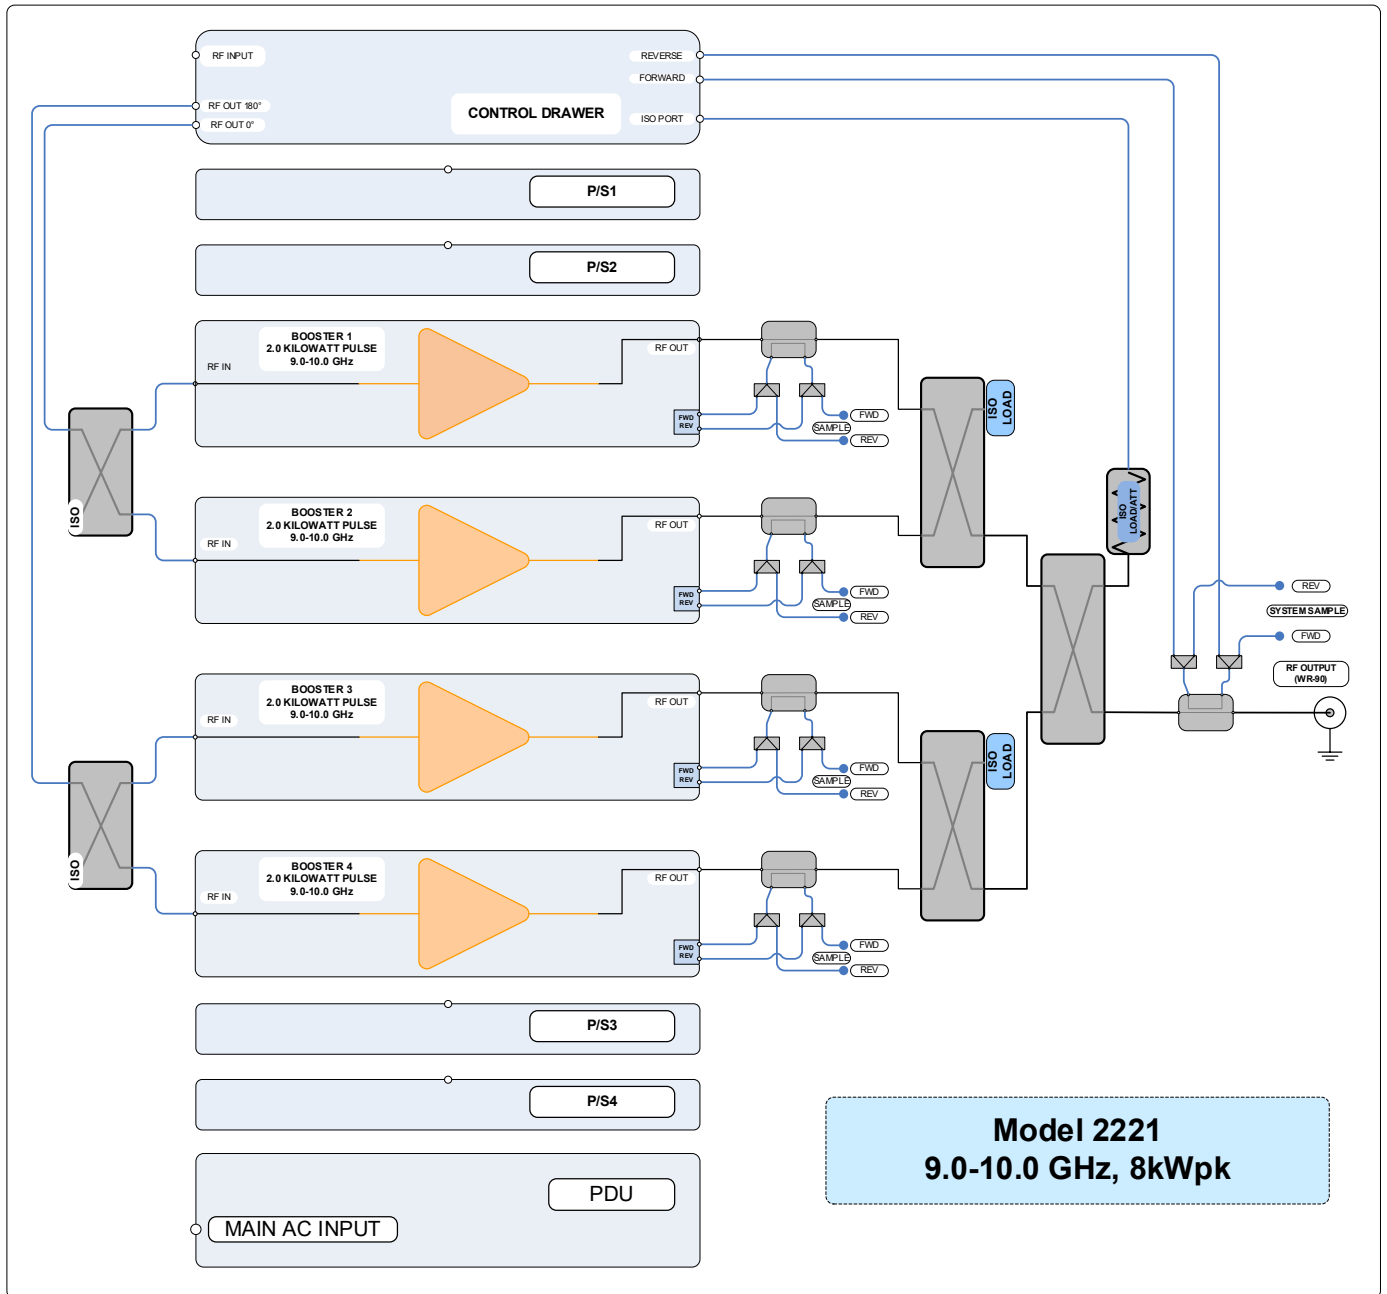 RF INPUT
REVERSE
FORWARD
RF OUT 180°
RF OUT 0°
CONTROL DRAWER
ISO PORT
P/S1
P/S2
BOOSTER 1
2.0 KILOWATT PULSE
9.0-10.0 GHz
RF IN
RF OUT
FWD
REV
FWD
SAMPLE
REV
ISO
LOAD
ISO
BOOSTER 2
2.0 KILOWATT PULSE
9.0-10.0 GHz
RF IN
RF OUT
FWD
REV
FWD
SAMPLE
REV
ISO
LOAD/ATT
REV
SYSTEM SAMPLE
FWD
RF OUTPUT
(WR-90)
BOOSTER 3
2.0 KILOWATT PULSE
9.0-10.0 GHz
RF IN
RF OUT
FWD
REV
FWD
SAMPLE
REV
ISO
LOAD
ISO
BOOSTER 4
2.0 KILOWATT PULSE
9.0-10.0 GHz
RF IN
RF OUT
FWD
REV
FWD
SAMPLE
REV
P/S3
P/S4
PDU
MAIN AC INPUT
Model 2221
9.0-10.0 GHz, 8kWpk